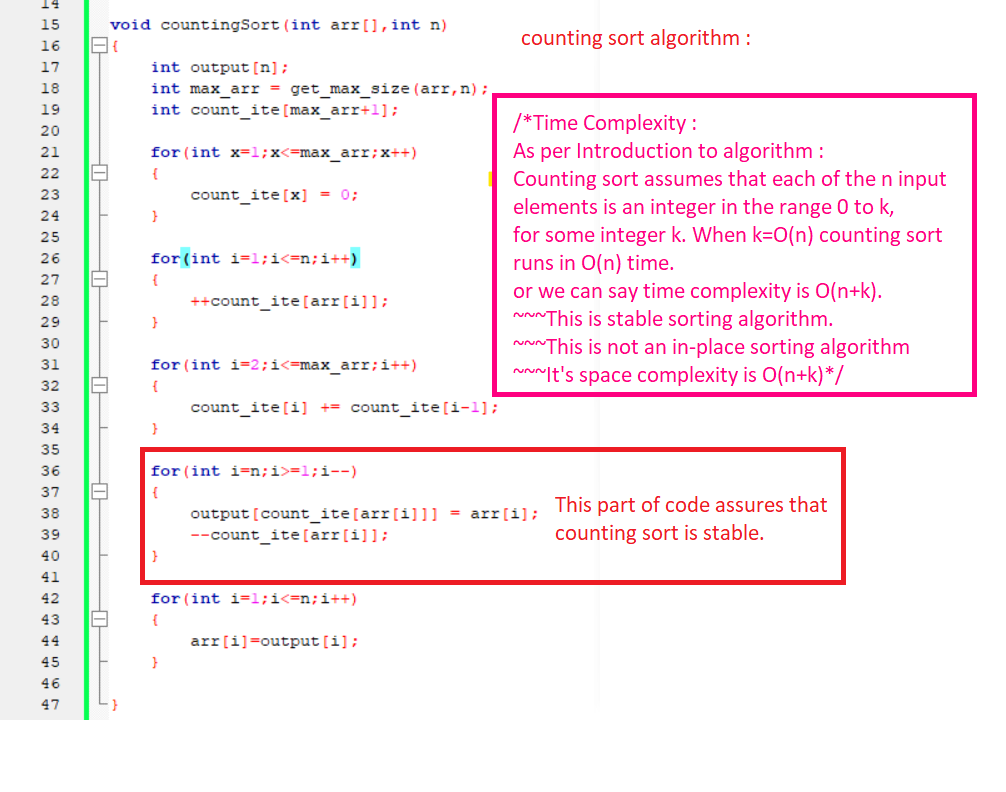 14
15 void countingSort(int arr[],int n)
counting sort algorithm :
16 {
17 int output[n];
18 int max_arr = get_max_size(arr,n);
19 int count_ite[max_arr+1];
20
21 for(int x=1;x<=max_arr;x++)
22 {
23 count_ite[x] = 0;
24 }
25
26 for(int i=1;i<=n;i++)
27 {
28 ++count_ite[arr[i]];
29 }
30
31 for(int i=2;i<=max_arr;i++)
32 {
33 count_ite[i] += count_ite[i-1];
34 }
35
/*Time Complexity :
As per Introduction to algorithm :
Counting sort assumes that each of the n input
elements is an integer in the range 0 to k,
for some integer k. When k=O(n) counting sort
runs in O(n) time.
or we can say time complexity is O(n+k).
~~~This is stable sorting algorithm.
~~~This is not an in-place sorting algorithm
~~~It's space complexity is O(n+k)*/
36 for(int i=n;i>=1;i--)
37 {
38 output[count_ite[arr[i]]] = arr[i];
39 --count_ite[arr[i]];
40 }
This part of code assures that
counting sort is stable.
41
42 for(int i=1;i<=n;i++)
43 {
44 arr[i]=output[i];
45 }
46
47 }